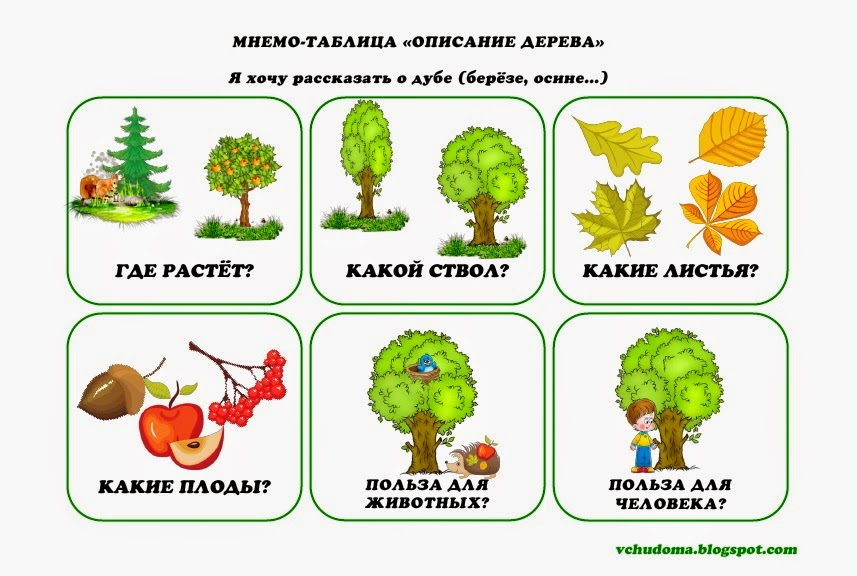 МНЕМО-ТАБЛИЦА «ОПИСАНИЕ ДЕРЕВА»
Я хочу рассказать о дубе (берёзе, осине...)
ГДЕ РАСТЁТ?
КАКОЙ СТВОЛ?
КАКИЕ ЛИСТЬЯ?
КАКИЕ ПЛОДЫ?
ПОЛЬЗА ДЛЯ
ЖИВОТНЫХ?
ПОЛЬЗА ДЛЯ
ЧЕЛОВЕКА?
vchudoma.blogspot.com